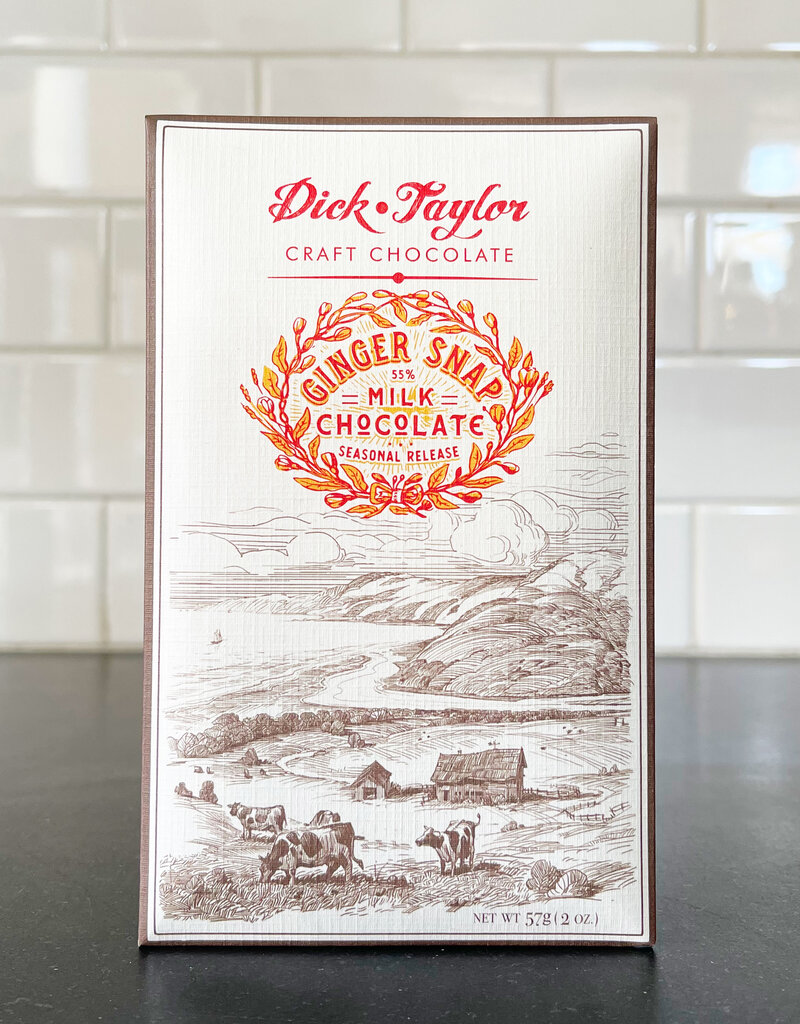 Dick • Taylor
CRAFT CHOCOLATE
GINGER SNAP
55%
MILK
CHOCOLATE
SEASONAL RELEASE
NET WT 57g (2 OZ.)